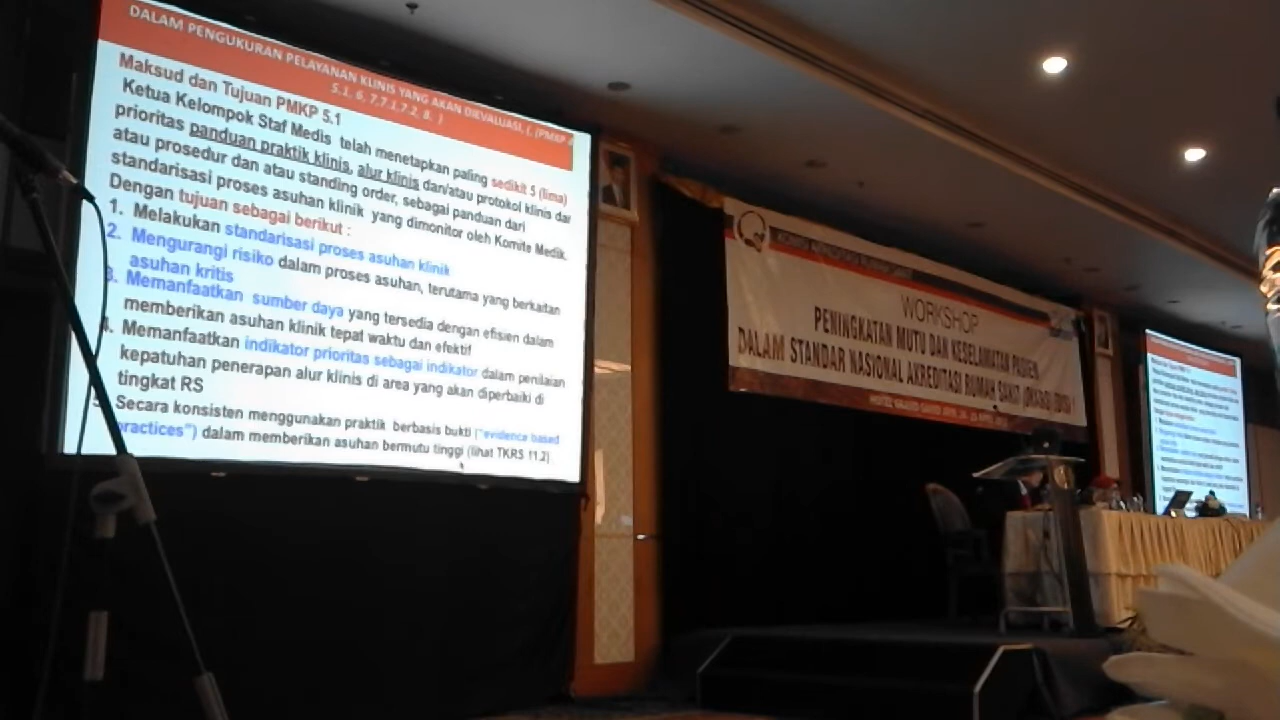 DALAM PENGUKURAN PELAYANAN KLINIS YANG AKAN DIEVALUASI, (, (PMKP
5.1, 6, 7,7.1,7.2, 8, )
Maksud dan Tujuan PMKP 5.1
Ketua Kelompok Staf Medis telah menetapkan paling sedikit 5 (lima)
prioritas panduan praktik klinis, alur klinis dan/atau protokol klinis dan
atau prosedur dan atau standing order, sebagai panduan dari
standarisasi proses asuhan klinik yang dimonitor oleh Komite Medik.
Dengan tujuan sebagai berikut :
1. Melakukan standarisasi proses asuhan klinik
2. Mengurangi risiko dalam proses asuhan, terutama yang berkaitan
asuhan kritis
3. Memanfaatkan sumber daya yang tersedia dengan efisien dalam
memberikan asuhan klinik tepat waktu dan efektif
4. Memanfaatkan indikator prioritas sebagai indikator dalam penilaian
kepatuhan penerapan alur klinis di area yang akan diperbaiki di
tingkat RS
Secara konsisten menggunakan praktik berbasis bukti ("evidence based
practices") dalam memberikan asuhan bermutu tinggi (lihat TKRS 11.2)
KOMISI AKREDITASI RUMAH SAKIT
WORKSHOP
PENINGKATAN MUTU DAN KESELAMATAN PASIEN
DALAM STANDAR NASIONAL AKREDITASI RUMAH SAKIT (SNARS) EDISI 1